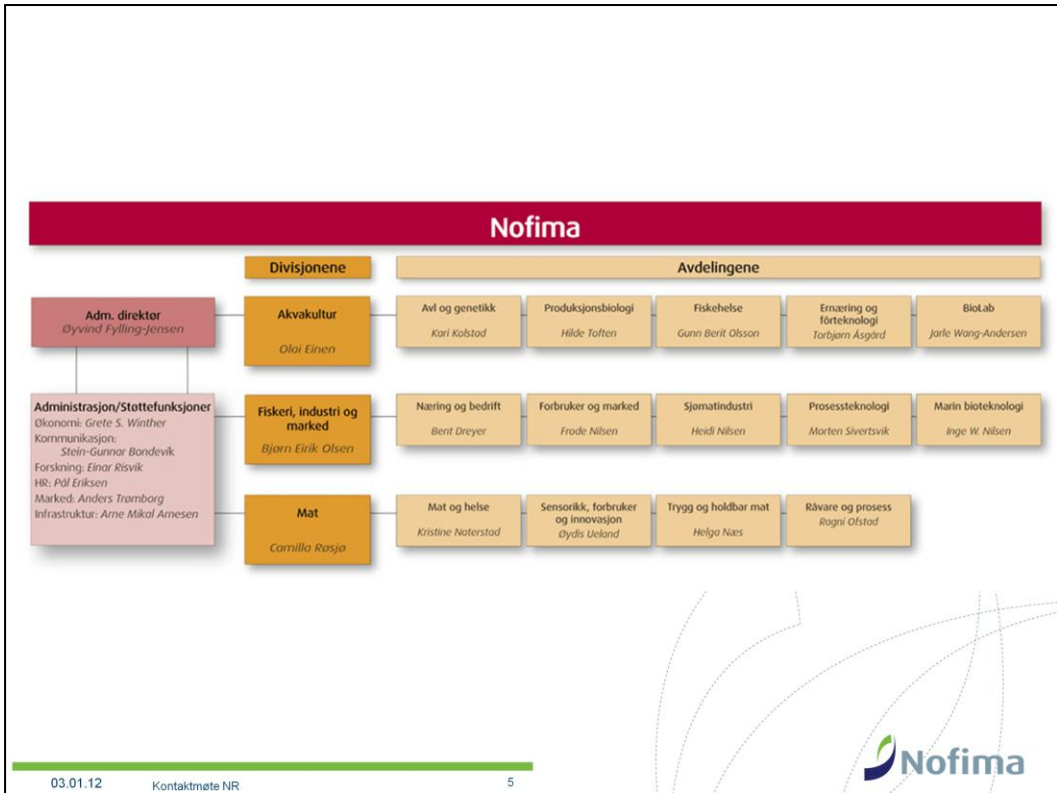 Nofima
Divisjonene
Avdelingene
Adm. direktør
Øyvind Fylling-Jensen
Akvakultur
Olai Einen
Avl og genetikk
Kari Kolstad
Produksjonsbiologi
Hilde Toften
Fiskehelse
Gunn Berit Olsson
Ernæring og
fôrteknologi
Torbjørn Åsgård
BioLab
Jarle Wang-Andersen
Administrasjon/Støttefunksjoner
Økonomi: Grete S. Winther
Kommunikasjon:
Stein-Gunnar Bondevik
Forskning: Einar Risvik
HR: Pål Eriksen
Marked: Anders Trømborg
Infrastruktur: Arne Mikal Arnesen
Fiskeri, industri og
marked
Bjørn Eirik Olsen
Næring og bedrift
Bent Dreyer
Forbruker og marked
Frode Nilsen
Sjømatindustri
Heidi Nilsen
Prosessteknologi
Morten Sivertsvik
Marin bioteknologi
Inge W. Nilsen
Mat
Camilla Røsjø
Mat og helse
Kristine Naterstad
Sensorikk, forbruker
og innovasjon
Øydis Ueland
Trygg og holdbar mat
Helga Næs
Råvare og prosess
Ragni Ofstad
03.01.12
Kontaktmøte NR
5
Nofima